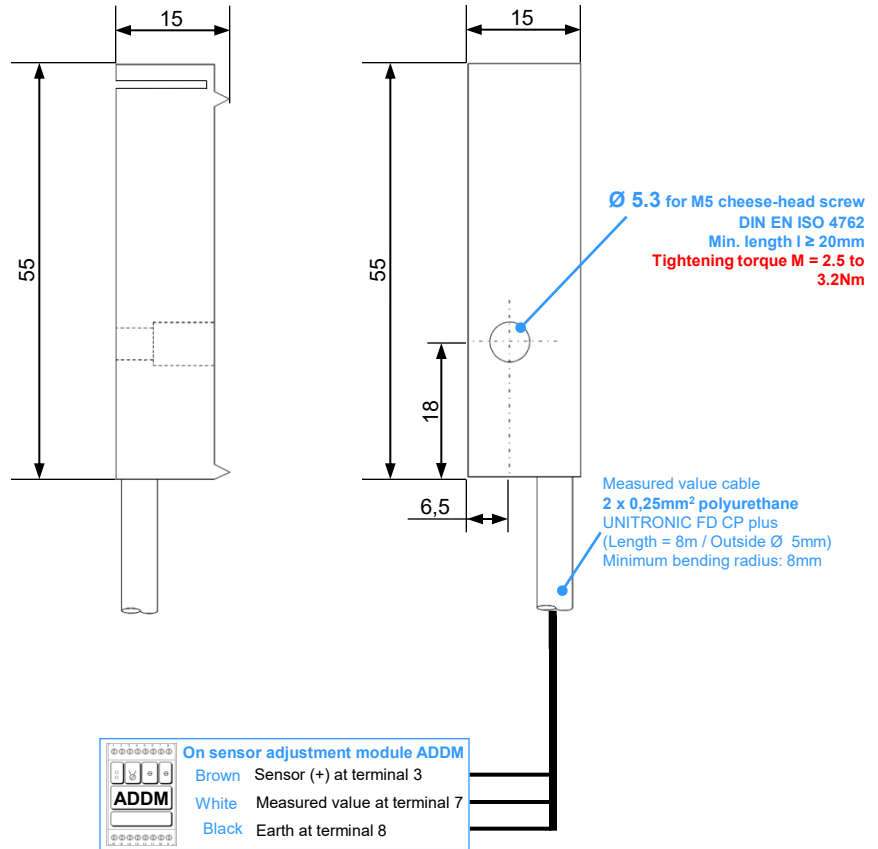 15
15
55
55
Ø 5.3 for M5 cheese-head screw
DIN EN ISO 4762
Min. length l ≥ 20mm
Tightening torque M = 2.5 to
3.2Nm
18
6,5
Measured value cable
2 x 0,25mm² polyurethane
UNITRONIC FD CP plus
(Length = 8m / Outside Ø 5mm)
Minimum bending radius: 8mm
On sensor adjustment module ADDM
Brown Sensor (+) at terminal 3
ADDM
White Measured value at terminal 7
Black Earth at terminal 8